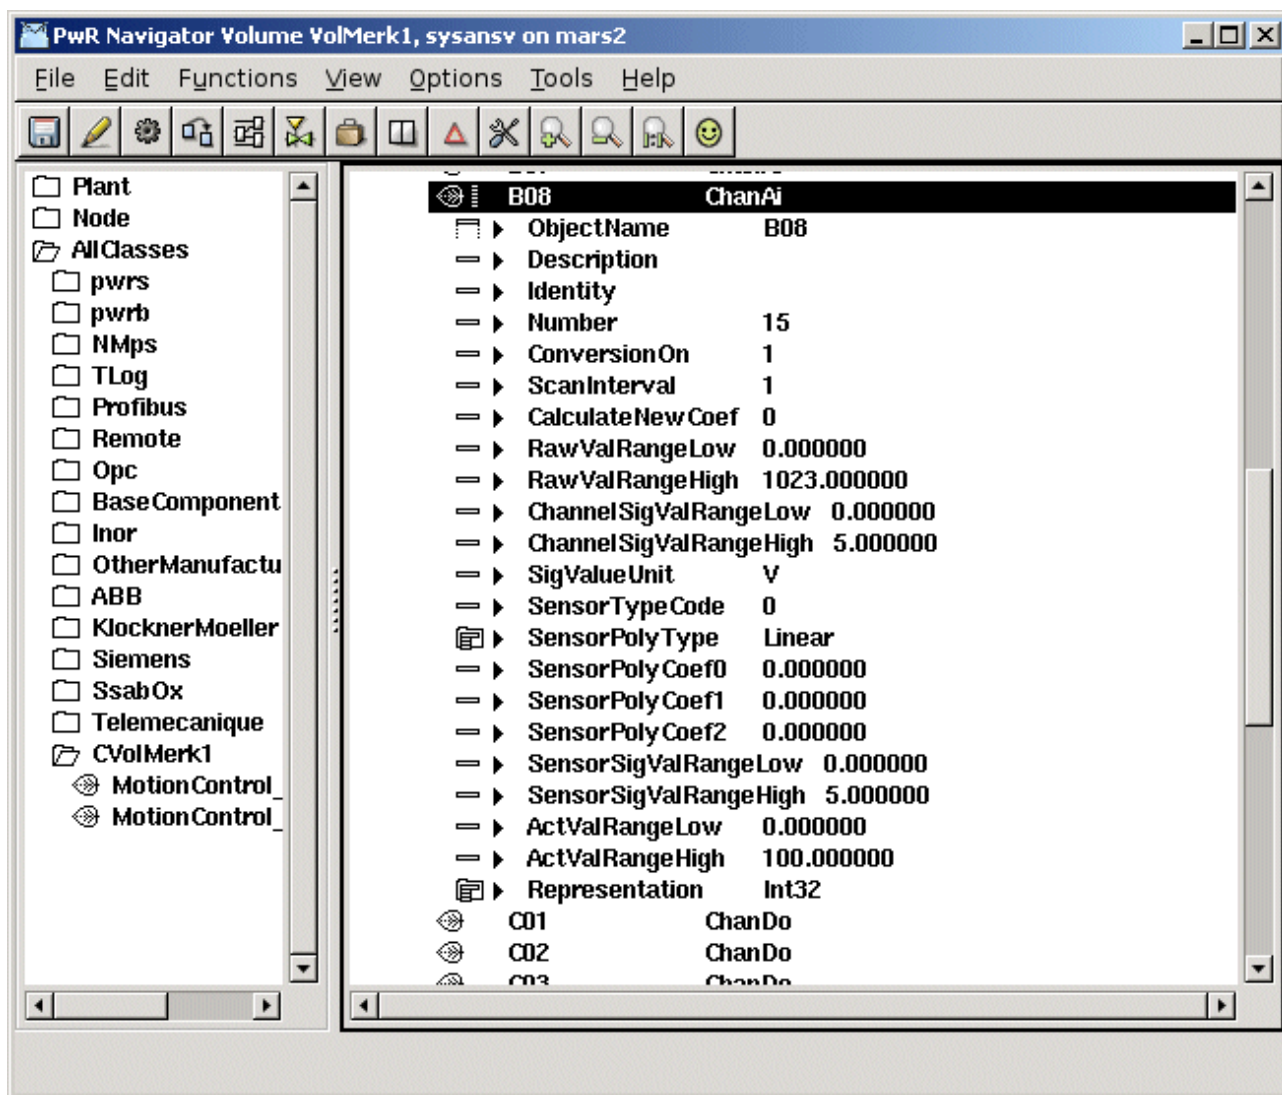 PwR Navigator Volume VolMerk1, sysansv on mars2
File Edit Functions View Options Tools Help
Plant
Node
AllClasses
pwrs
pwrb
NMps
TLog
Profibus
Remote
Opc
BaseComponent
Inor
OtherManufactu
ABB
KlocknerMoeller
Siemens
SsabOx
Telemecanique
CVolMerk1
MotionControl_
MotionControl_
B08 ChanAi
ObjectName B08
Description
Identity
Number 15
ConversionOn 1
ScanInterval 1
CalculateNewCoef 0
RawValRangeLow 0.000000
RawValRangeHigh 1023.000000
ChannelSigValRangeLow 0.000000
ChannelSigValRangeHigh 5.000000
SigValueUnit V
SensorTypeCode 0
SensorPolyType Linear
SensorPolyCoef0 0.000000
SensorPolyCoef1 0.000000
SensorPolyCoef2 0.000000
SensorSigValRangeLow 0.000000
SensorSigValRangeHigh 5.000000
ActValRangeLow 0.000000
ActValRangeHigh 100.000000
Representation Int32
C01 ChanDo
C02 ChanDo
C03 ChanDo